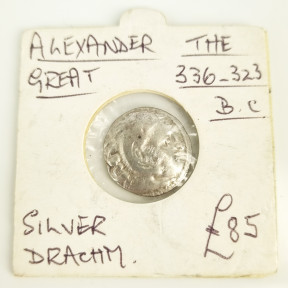 ALEXANDER THE
GREAT 336-323
B.C.
SILVER
DRACHM. £85